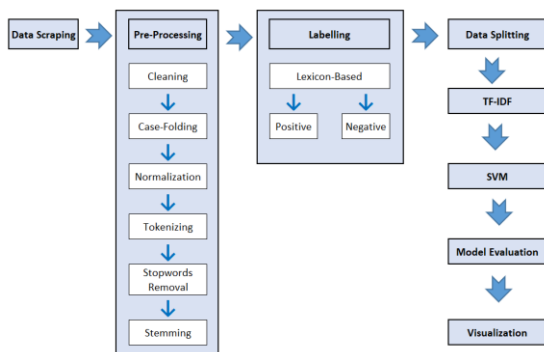 Data Scraping
Pre-Processing
Cleaning
Case-Folding
Normalization
Tokenizing
Stopwords
Removal
Stemming
Labelling
Lexicon-Based
Positive
Negative
Data Splitting
TF-IDF
SVM
Model Evaluation
Visualization